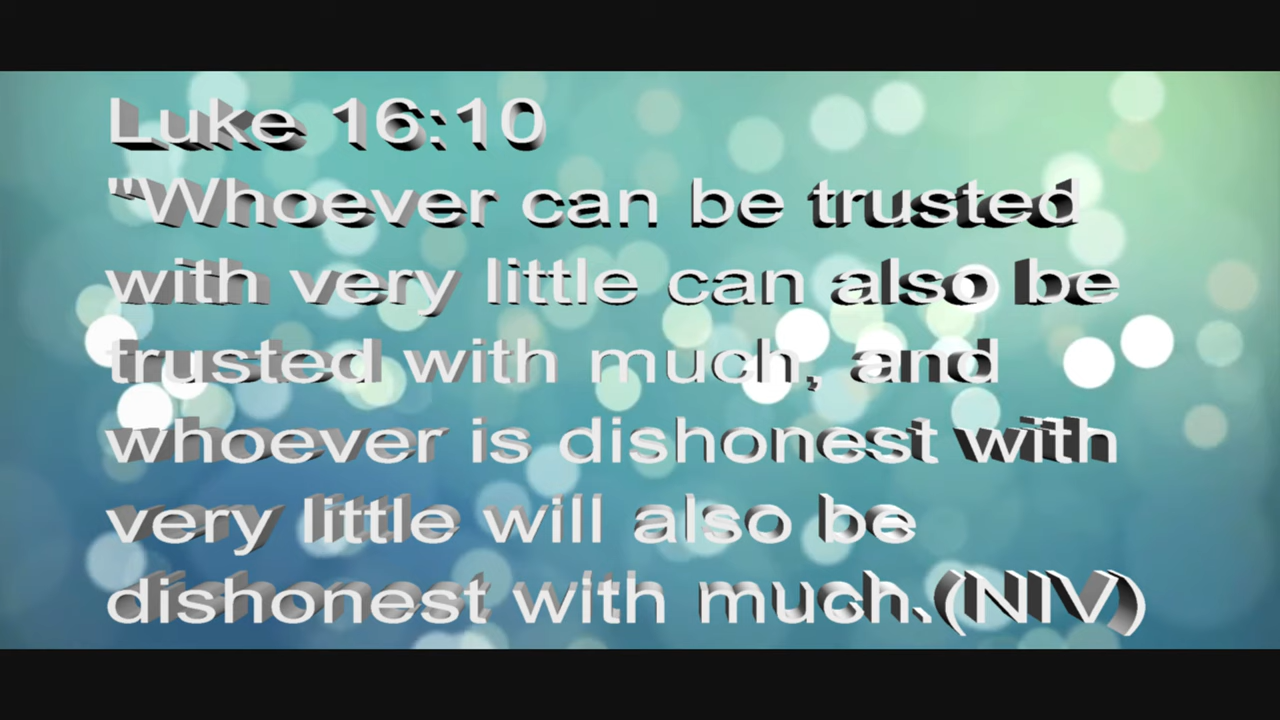 Luke 16:10
"Whoever can be trusted
with very little can also be
trusted with much, and
whoever is dishonest with
very little will also be
dishonest with much.(NIV)